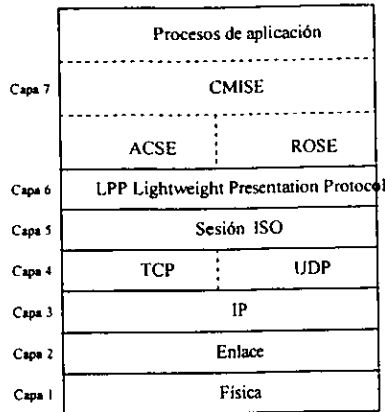 Procesos de aplicación
Capa 7 CMISE
ACSE ROSE
Capa 6 LPP Lightweight Presentation Protocol
Capa 5 Sesión ISO
Capa 4 TCP UDP
Capa 3 IP
Capa 2 Enlace
Capa 1 Física